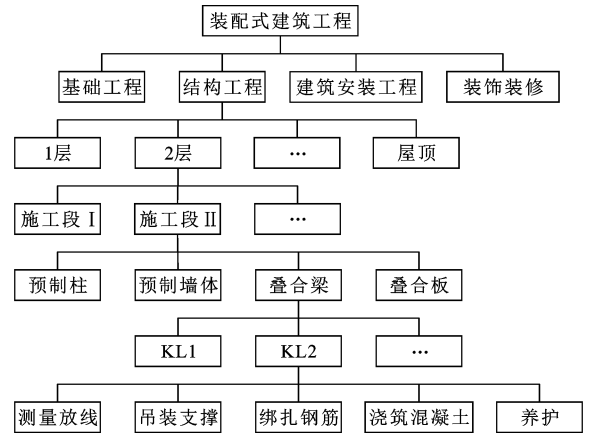 装配式建筑工程
基础工程 结构工程 建筑安装工程 装饰装修
1层 2层 … 屋顶
施工段Ⅰ 施工段Ⅱ …
预制柱 预制墙体 叠合梁 叠合板
KL1 KL2 …
测量放线 吊装支撑 绑扎钢筋 浇筑混凝土 养护